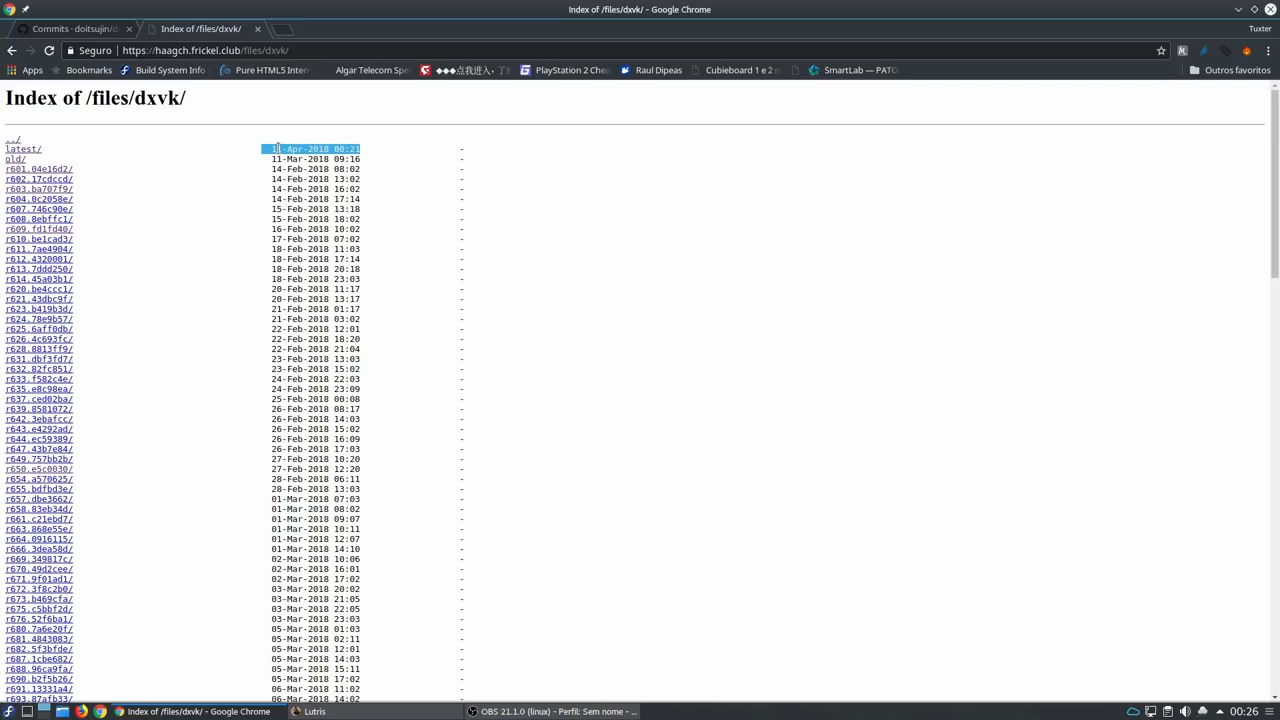 Index of /files/dxvk/ - Google Chrome
Commits · doitsujin/d
Index of /files/dxvk/
Tuxter
Seguro
https://haagch.frickel.club/files/dxvk/
Apps
Bookmarks
Build System Info
Pure HTML5 Inter
Algar Telecom Spe
◆◆◆点我进入，了
PlayStation 2 Chea
Raul Dipeas
Cubieboard 1 e 2
SmartLab — PATO
Outros favoritos
Index of /files/dxvk/
../
latest/ 11-Apr-2018 00:21 -
old/ 11-Mar-2018 09:16 -
r601.04e16d2/ 14-Feb-2018 08:02 -
r602.17cdccd/ 14-Feb-2018 13:02 -
r603.ba707f9/ 14-Feb-2018 16:02 -
r604.0c2058e/ 14-Feb-2018 17:14 -
r607.746c90e/ 15-Feb-2018 13:18 -
r608.8ebffc1/ 15-Feb-2018 18:02 -
r609.fd1fd40/ 16-Feb-2018 10:02 -
r610.be1cad3/ 17-Feb-2018 07:02 -
r611.7ae4904/ 18-Feb-2018 11:03 -
r612.4320001/ 18-Feb-2018 17:14 -
r613.7ddd250/ 18-Feb-2018 20:18 -
r614.45a03b1/ 18-Feb-2018 23:03 -
r620.be4ccc1/ 20-Feb-2018 11:17 -
r621.43dbc9f/ 20-Feb-2018 13:17 -
r623.b419b3d/ 21-Feb-2018 01:17 -
r624.78e9b57/ 21-Feb-2018 03:02 -
r625.6aff0db/ 22-Feb-2018 12:01 -
r626.4c693fc/ 22-Feb-2018 18:20 -
r628.8813ff9/ 22-Feb-2018 21:04 -
r631.dbf3fd7/ 23-Feb-2018 13:03 -
r632.82fc851/ 23-Feb-2018 15:02 -
r633.f582c4e/ 24-Feb-2018 22:03 -
r635.e8c98ea/ 24-Feb-2018 23:09 -
r637.ced02ba/ 25-Feb-2018 00:08 -
r639.8581072/ 26-Feb-2018 08:17 -
r642.3ebafcc/ 26-Feb-2018 14:03 -
r643.e4292ad/ 26-Feb-2018 15:02 -
r644.ec59389/ 26-Feb-2018 16:09 -
r647.43b7e84/ 26-Feb-2018 17:03 -
r649.757bb2b/ 27-Feb-2018 10:20 -
r650.e5c0030/ 27-Feb-2018 12:20 -
r654.a570625/ 28-Feb-2018 06:11 -
r655.bdfbd3e/ 28-Feb-2018 13:03 -
r657.dbe3662/ 01-Mar-2018 07:03 -
r658.83eb34d/ 01-Mar-2018 08:02 -
r661.c21ebd7/ 01-Mar-2018 09:07 -
r663.868e55e/ 01-Mar-2018 10:11 -
r664.0916115/ 01-Mar-2018 12:07 -
r666.3dea58d/ 01-Mar-2018 14:10 -
r669.349817c/ 02-Mar-2018 10:06 -
r670.49d2cee/ 02-Mar-2018 16:01 -
r671.9f01ad1/ 02-Mar-2018 17:02 -
r672.3f8c2b0/ 03-Mar-2018 20:02 -
r673.b469cfa/ 03-Mar-2018 21:05 -
r675.c5bbf2d/ 03-Mar-2018 22:05 -
r676.52f6ba1/ 03-Mar-2018 23:03 -
r680.7a6e20f/ 05-Mar-2018 01:03 -
r681.4843083/ 05-Mar-2018 02:11 -
r682.5f3bfde/ 05-Mar-2018 12:01 -
r687.1cbe682/ 05-Mar-2018 14:03 -
r688.96ca9fa/ 05-Mar-2018 15:11 -
r690.b2f5b26/ 05-Mar-2018 17:02 -
r691.13331a4/ 06-Mar-2018 11:02 -
r693.87afb33/ 06-Mar-2018 14:02 -
Index of /files/dxvk/ - Google Chrome
Lutris
OBS 21.1.0 (linux) - Perfil: Sem nome - ...
00:26